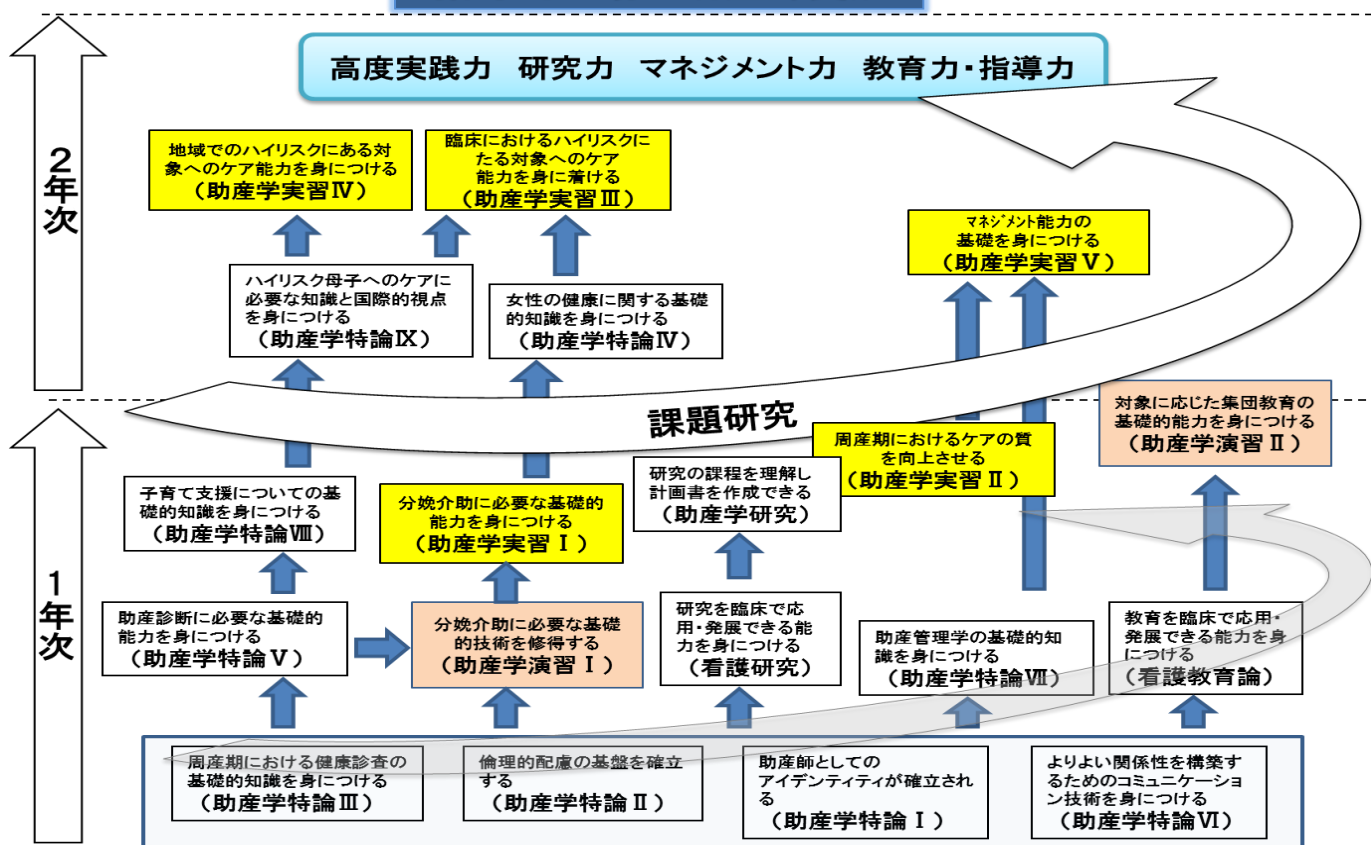 高度実践力 研究力 マネジメント力 教育力・指導力
2年次
地域でのハイリスクにある対
象へのケア能力を身につける
（助産学実習Ⅳ）
臨床におけるハイリスクに
たる対象へのケア
能力を身に着ける
（助産学実習Ⅲ）
マネジメント能力の
基礎を身につける
（助産学実習Ⅴ）
ハイリスク母子へのケアに
必要な知識と国際的視点
を身につける
（助産学特論Ⅸ）
女性の健康に関する基礎
的知識を身につける
（助産学特論Ⅳ）
課題研究
1年次
対象に応じた集団教育の
基礎的能力を身につける
（助産学演習Ⅱ）
周産期におけるケアの質
を向上させる
（助産学実習Ⅱ）
子育て支援についての基
礎的知識を身につける
（助産学特論Ⅷ）
分娩介助に必要な基礎的
能力を身につける
（助産学実習Ⅰ）
研究の課程を理解し
計画書を作成できる
（助産学研究）
助産診断に必要な基礎的
能力を身につける
（助産学特論Ⅴ）
分娩介助に必要な基礎
的技術を修得する
（助産学演習Ⅰ）
研究を臨床で応
用・発展できる能
力を身につける
（看護研究）
助産管理学の基礎的知
識を身につける
（助産学特論Ⅶ）
教育を臨床で応用・
発展できる能力を身
につける
（看護教育論）
周産期における健康診査の
基礎的知識を身につける
（助産学特論Ⅲ）
倫理的配慮の基盤を確立
する
（助産学特論Ⅱ）
助産師としての
アイデンティティが確立され
る
（助産学特論Ⅰ）
よりよい関係性を構築す
るためのコミュニケーショ
ン技術を身につける
（助産学特論Ⅵ）